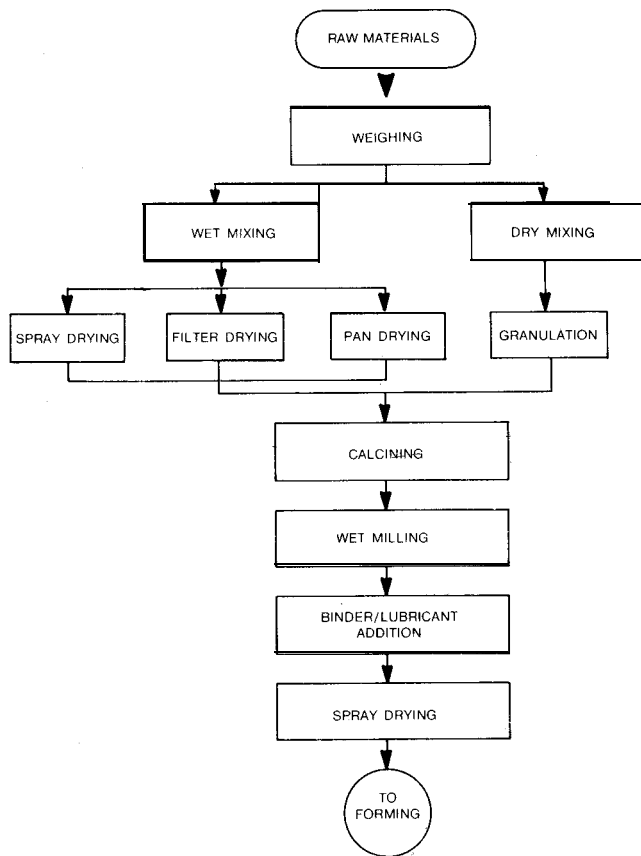 RAW MATERIALS
WEIGHING
WET MIXING
DRY MIXING
SPRAY DRYING
FILTER DRYING
PAN DRYING
GRANULATION
CALCINING
WET MILLING
BINDER/LUBRICANT
ADDITION
SPRAY DRYING
TO
FORMING